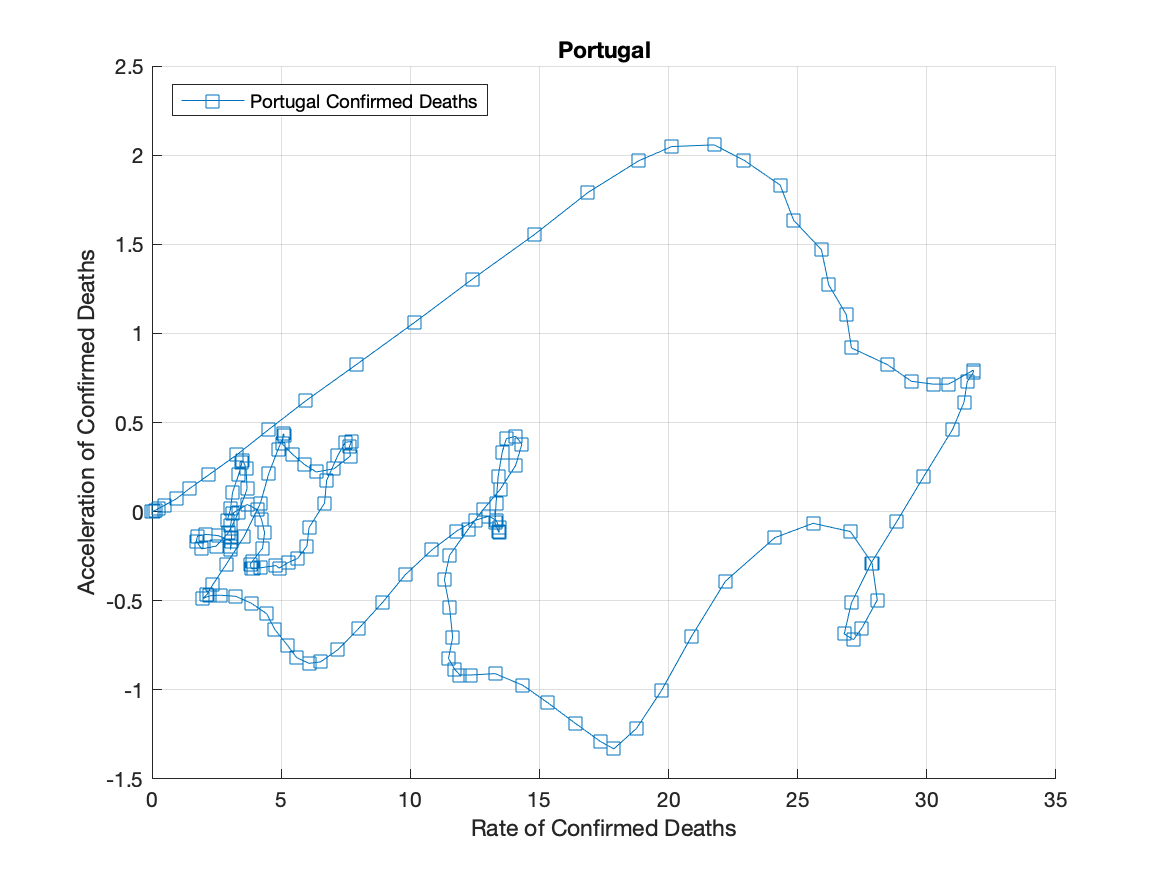 Portugal
2.5
Portugal Confirmed Deaths
2
1.5
1
0.5
0
-0.5
-1
-1.5
Acceleration of Confirmed Deaths
0 5 10 15 20 25 30 35
Rate of Confirmed Deaths